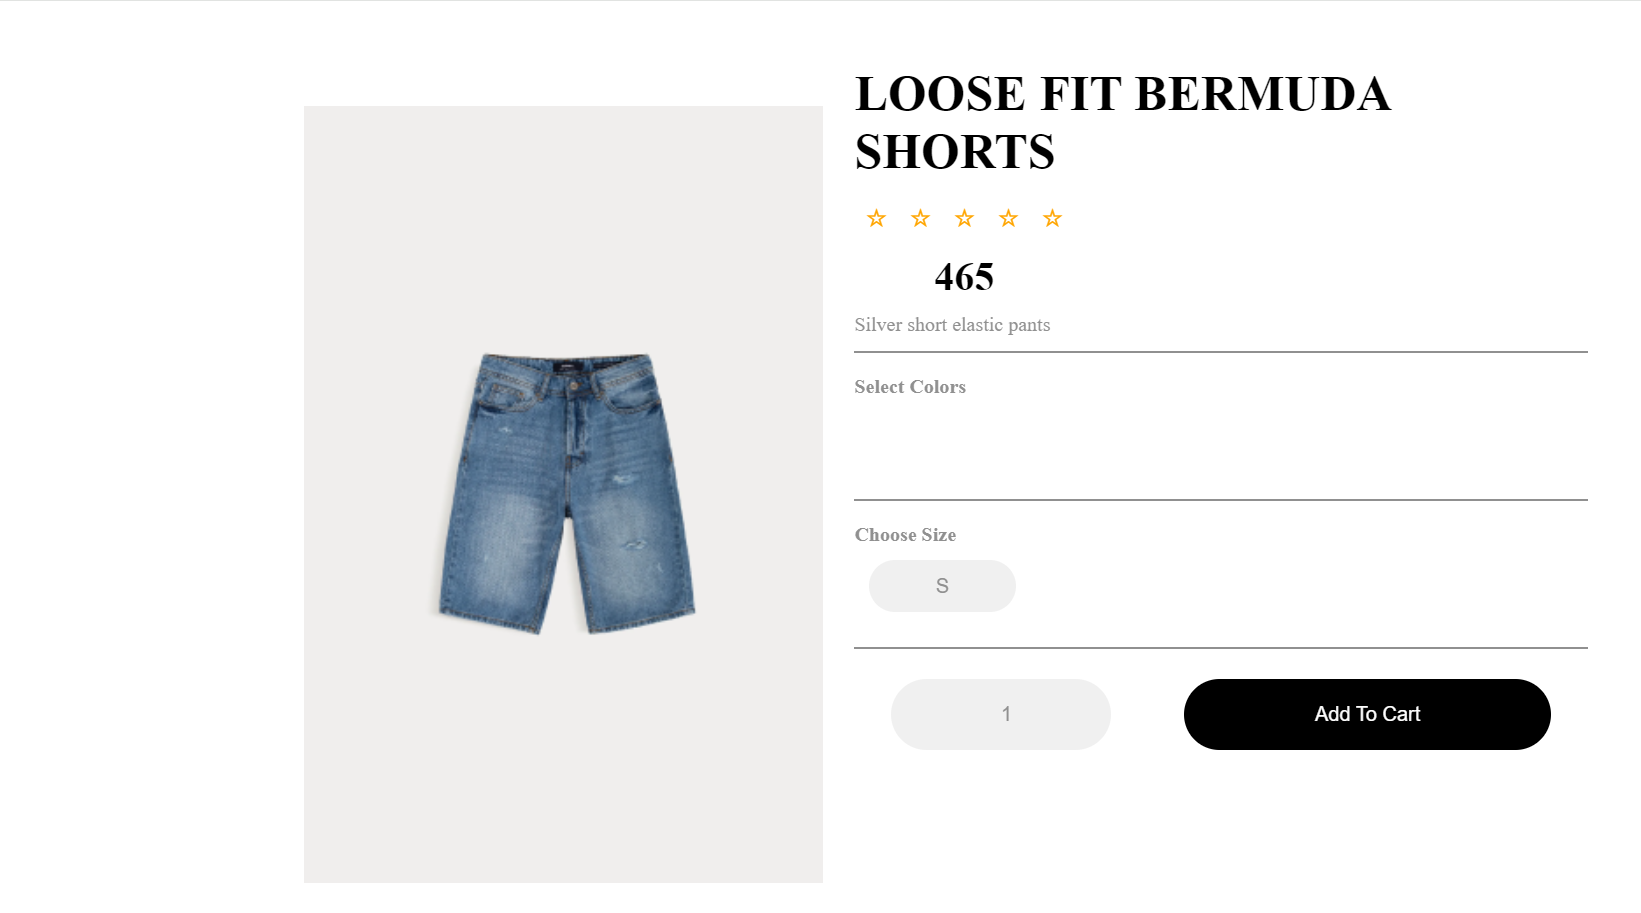 LOOSE FIT BERMUDA
SHORTS
465
Silver short elastic pants
Select Colors
Choose Size
S
1
Add To Cart